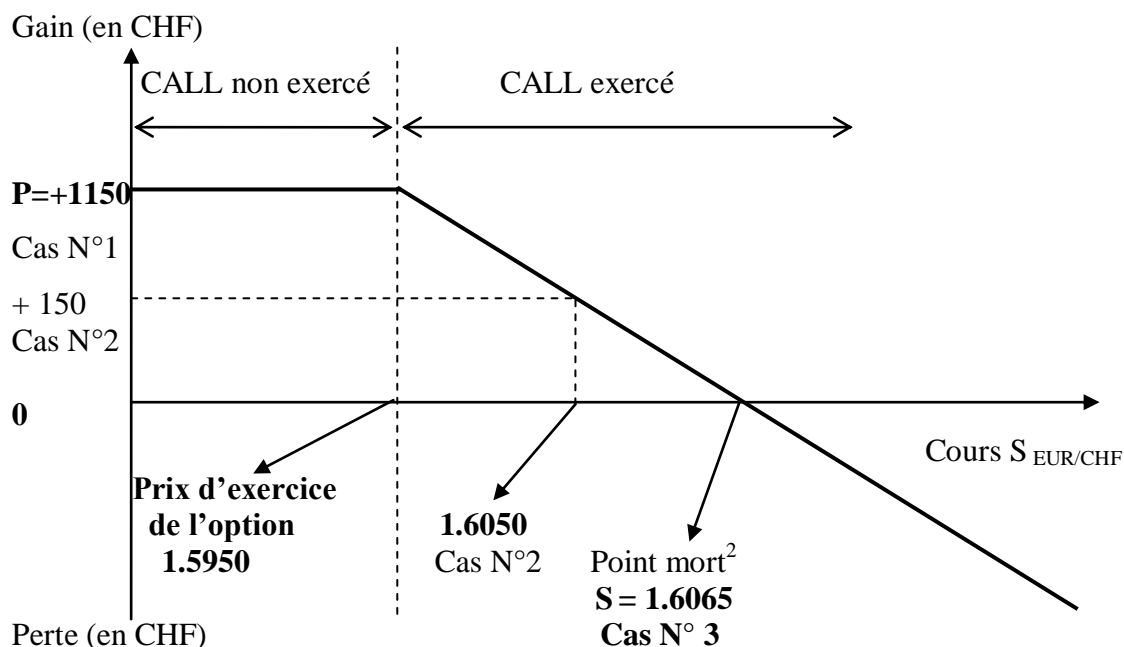 Gain (en CHF)
CALL non exercé
CALL exercé
P=+1150
Cas N°1
+ 150
Cas N°2
0
Cours S EUR/CHF
Prix d’exercice
de l’option
1.5950
1.6050
Cas N°2
Point mort²
S = 1.6065
Cas N° 3
Perte (en CHF)